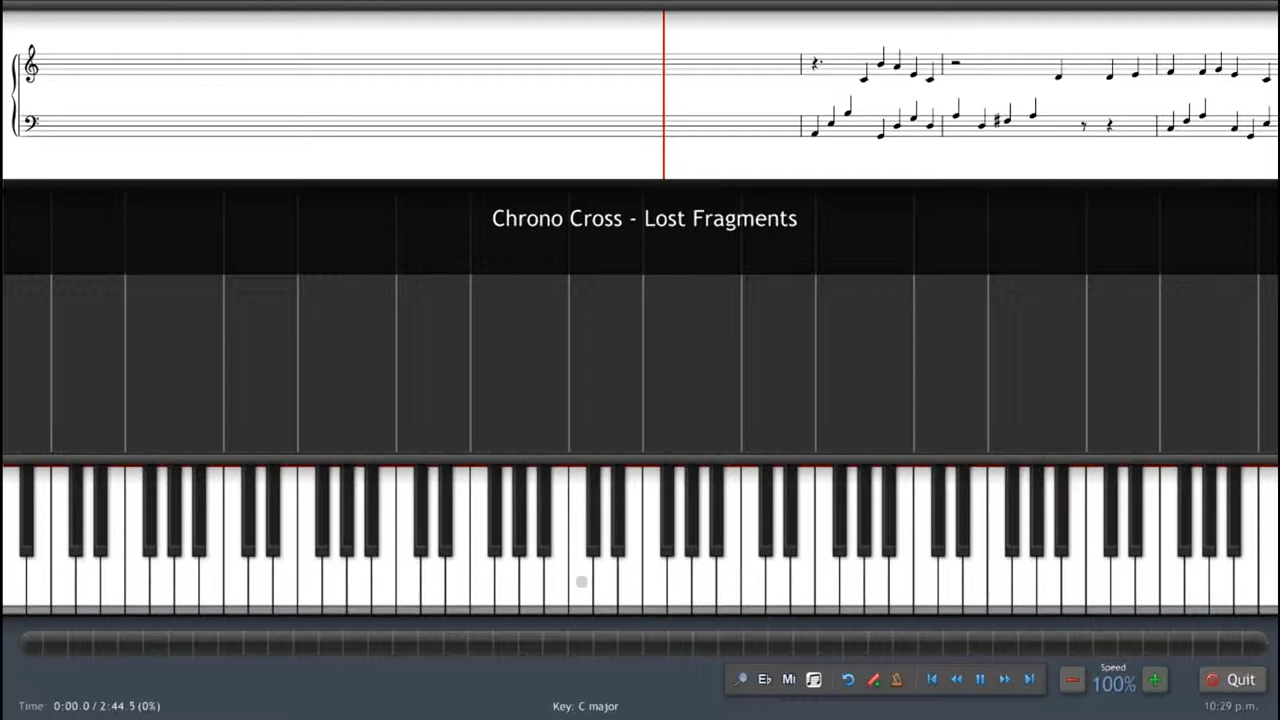 Chrono Cross - Lost Fragments
Speed
Eb Mi 100% Quit
Time: 0:00.0 / 2:44.5 (0%) Key: C major 10:29 p.m.